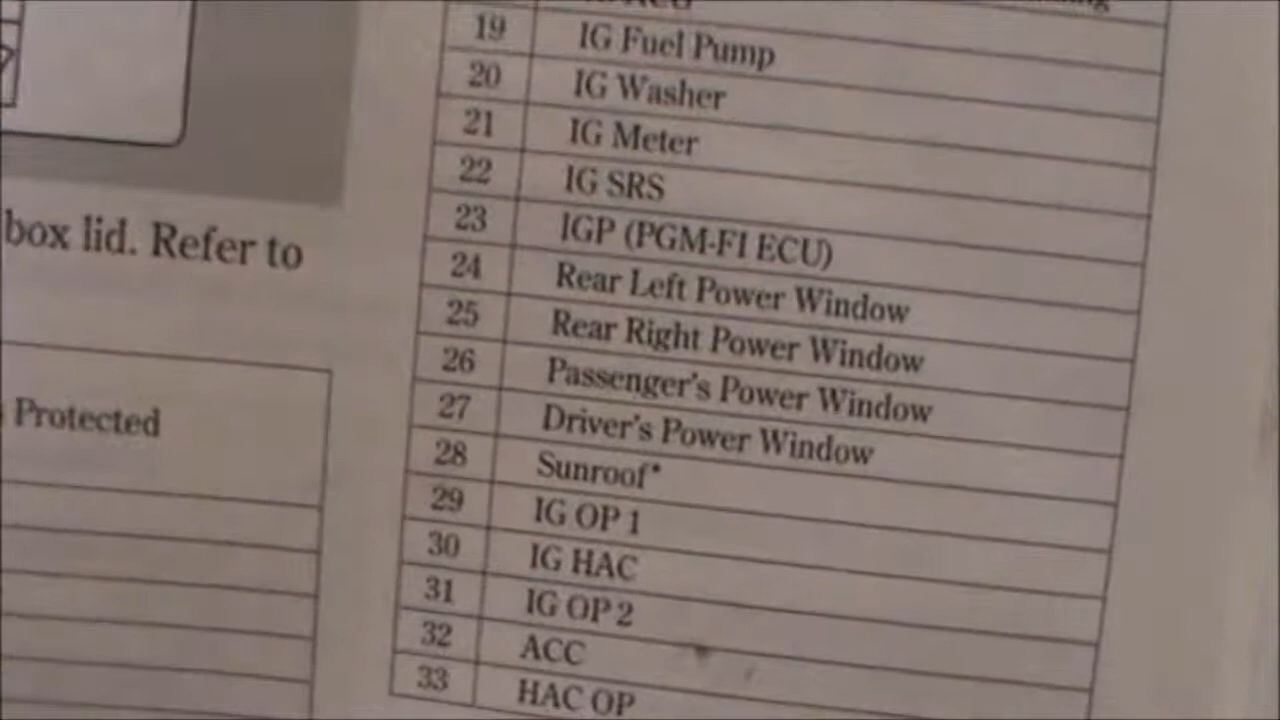 box lid. Refer to
Protected
19 IG Fuel Pump
20 IG Washer
21 IG Meter
22 IG SRS
23 IGP (PGM-FI ECU)
24 Rear Left Power Window
25 Rear Right Power Window
26 Passenger's Power Window
27 Driver's Power Window
28 Sunroof*
29 IG OP 1
30 IG HAC
31 IG OP 2
32 ACC
33 HAC OP